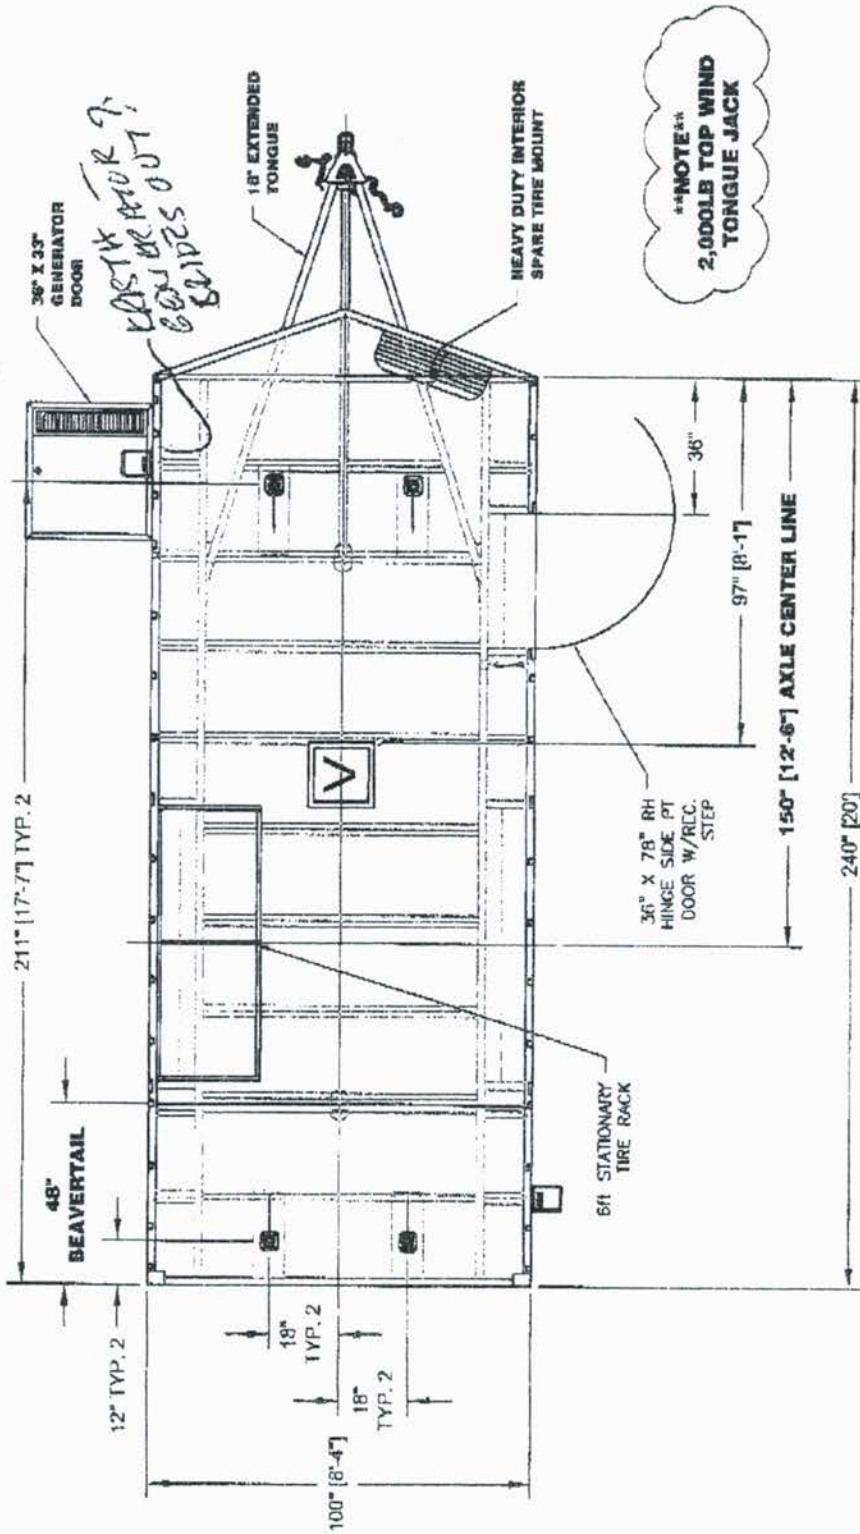 211" [17'-7"] TYP. 2
48"
BEAVERTAIL
12" TYP. 2
36" X 33"
GENERATOR
DOOR
GENERATOR
OUT?
18" EXTENDED
TONGUE
HEAVY DUTY INTERIOR
SPARE TIRE MOUNT
**NOTE**
2,000LB TOP WIND
TONGUE JACK
V
18"
TYP. 2
18"
TYP. 2
100" [8'-4"]
6ft STATIONARY
TIRE RACK
36" X 78" RH
HINGE SIDE PT
DOOR W/REC.
STEP
36"
97" [8'-1"]
150" [12'-6"] AXLE CENTER LINE
240" [20']